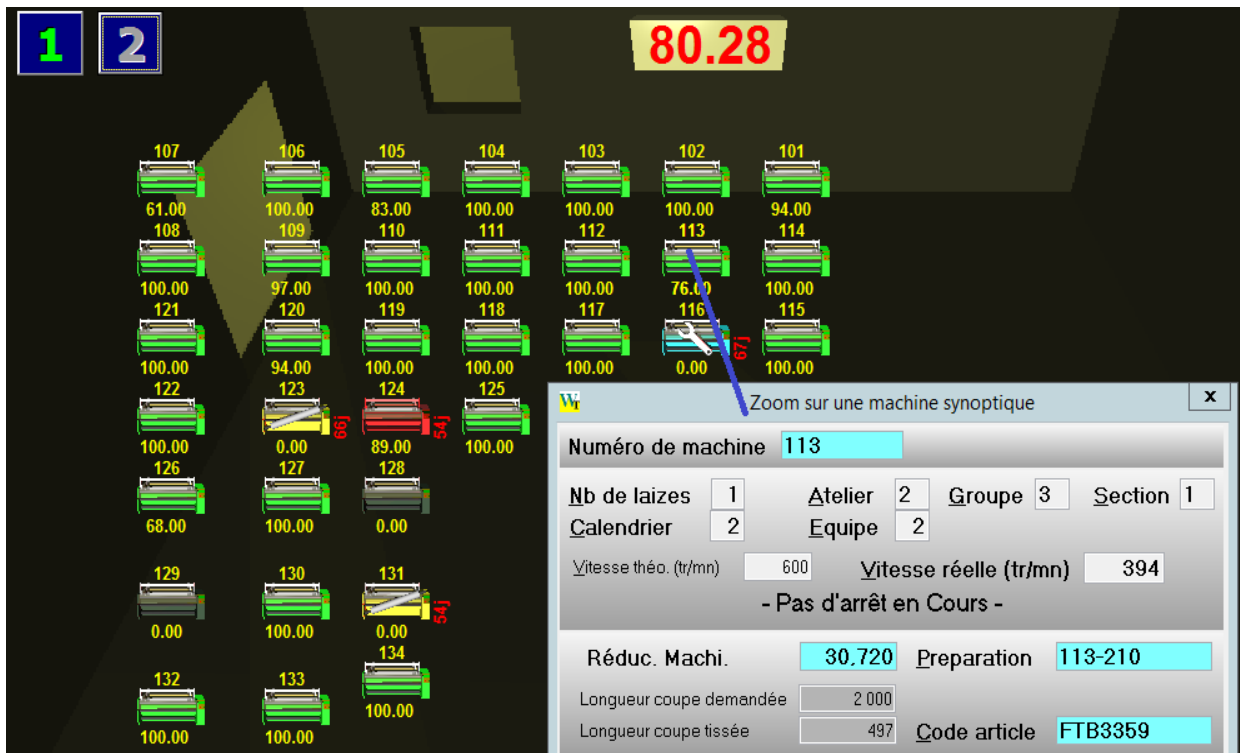 1 2 80.28
107 106 105 104 103 102 101
61.00 100.00 83.00 100.00 100.00 100.00 94.00
108 109 110 111 112 113 114
100.00 97.00 100.00 100.00 100.00 76.00 100.00
121 120 119 118 117 116 115
67j
100.00 94.00 100.00 100.00 100.00 0.00 100.00
122 123 124 125
66j 54j
100.00 0.00 89.00 100.00
126 127 128
68.00 100.00 0.00
129 130 131
54j
0.00 100.00 0.00
134
132 133
100.00
100.00 100.00
Zoom sur une machine synoptique x
Numéro de machine 113
Nb de laizes 1 Atelier 2 Groupe 3 Section 1
Calendrier 2 Equipe 2
Vitesse théo. (tr/mn) 600 Vitesse réelle (tr/mn) 394
- Pas d'arrêt en Cours -
Réduc. Machi. 30,720 Preparation 113-210
Longueur coupe demandée 2 000
Longueur coupe tissée 497 Code article FTB3359